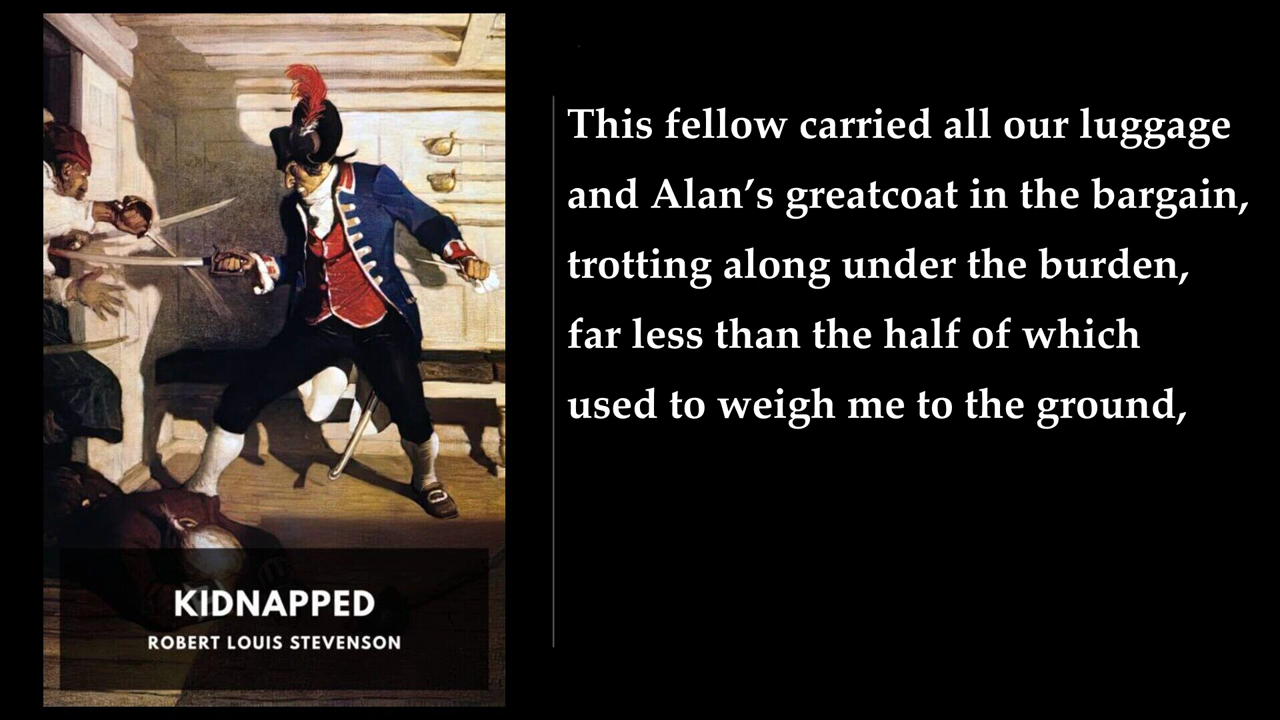 This fellow carried all our luggage
and Alan’s greatcoat in the bargain,
trotting along under the burden,
far less than the half of which
used to weigh me to the ground,
KIDNAPPED
ROBERT LOUIS STEVENSON